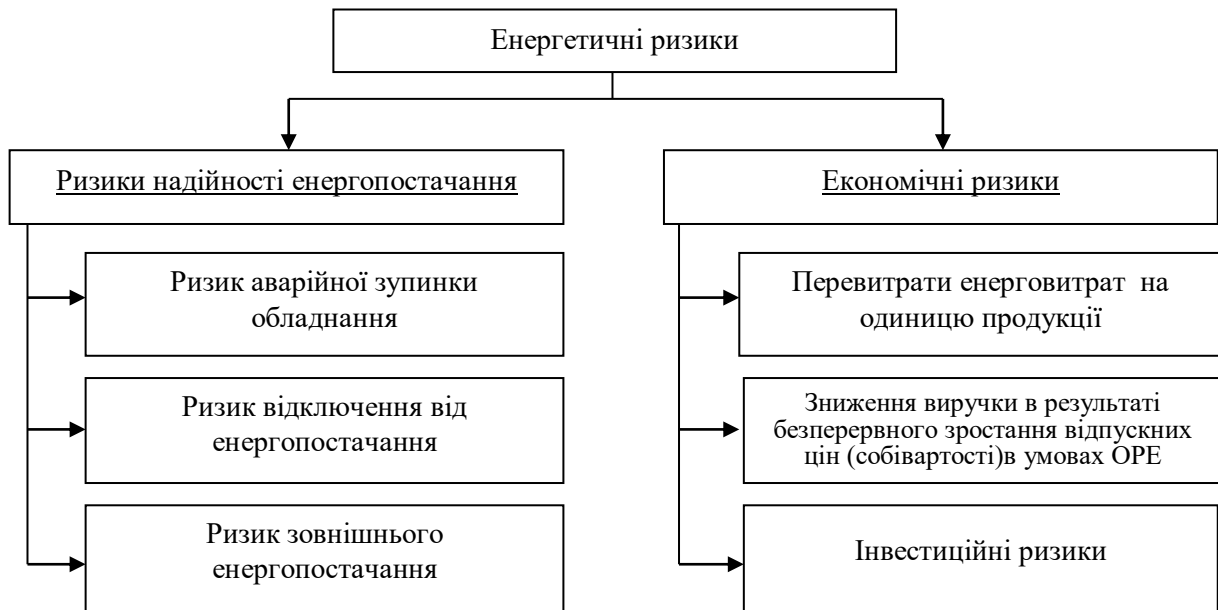 Енергетичні ризики
Ризики надійності енергопостачання
Ризик аварійної зупинки
обладнання
Ризик відключення від
енергопостачання
Ризик зовнішнього
енергопостачання
Економічні ризики
Перевитрати енерговитрат на
одиницю продукції
Зниження виручки в результаті
безперервного зростання відпускних
цін (собівартості)в умовах ОРЕ
Інвестиційні ризики